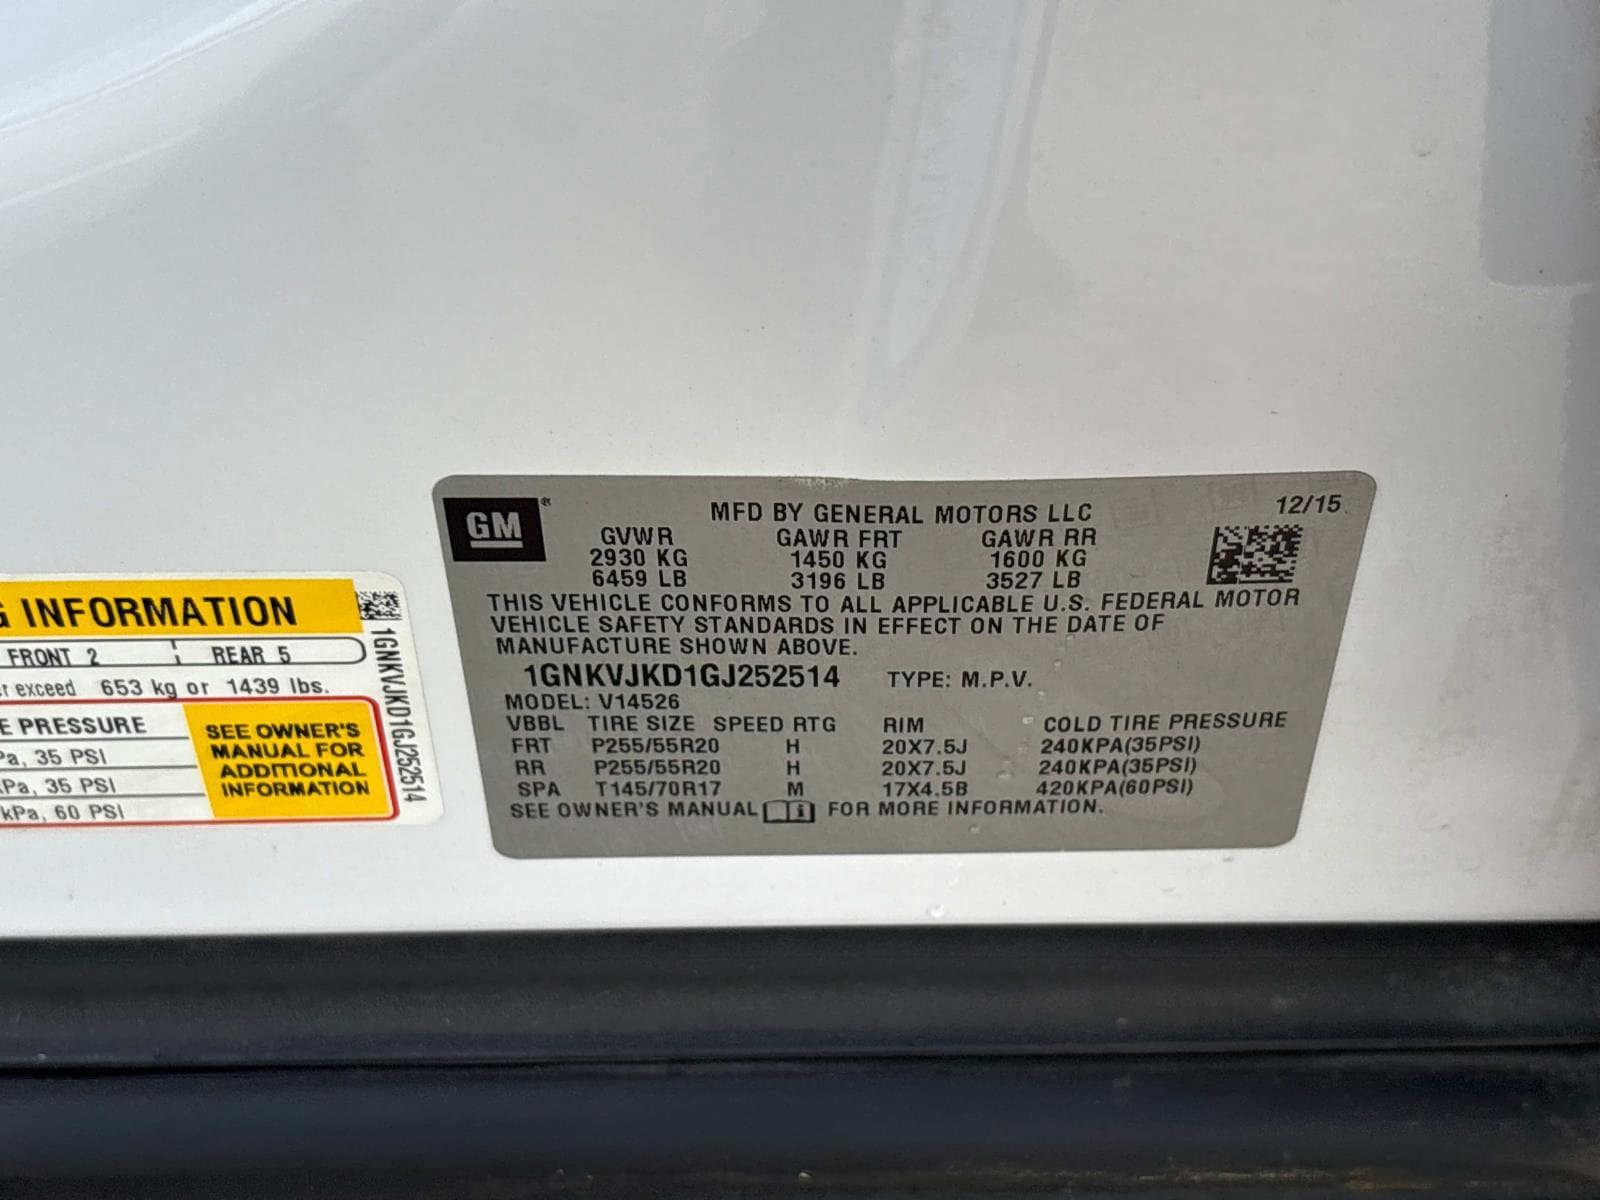 GM®
MFD BY GENERAL MOTORS LLC 12/15
GVWR GAWR FRT GAWR RR
2930 KG 1450 KG 1600 KG
6459 LB 3196 LB 3527 LB
THIS VEHICLE CONFORMS TO ALL APPLICABLE U.S. FEDERAL MOTOR
VEHICLE SAFETY STANDARDS IN EFFECT ON THE DATE OF
MANUFACTURE SHOWN ABOVE.
1GNKVJKD1GJ252514 TYPE: M.P.V.
MODEL: V14526
VBBL TIRE SIZE SPEED RTG RIM COLD TIRE PRESSURE
FRT P255/55R20 H 20X7.5J 240KPA(35PSI)
RR P255/55R20 H 20X7.5J 240KPA(35PSI)
SPA T145/70R17 M 17X4.5B 420KPA(60PSI)
SEE OWNER'S MANUAL FOR MORE INFORMATION.
G INFORMATION
FRONT 2 REAR 5
exceed 653 kg or 1439 lbs.
E PRESSURE
Pa, 35 PSI
kPa, 35 PSI
kPa, 60 PSI
SEE OWNER'S
MANUAL FOR
ADDITIONAL
INFORMATION
1GNKVJKD1GJ252514